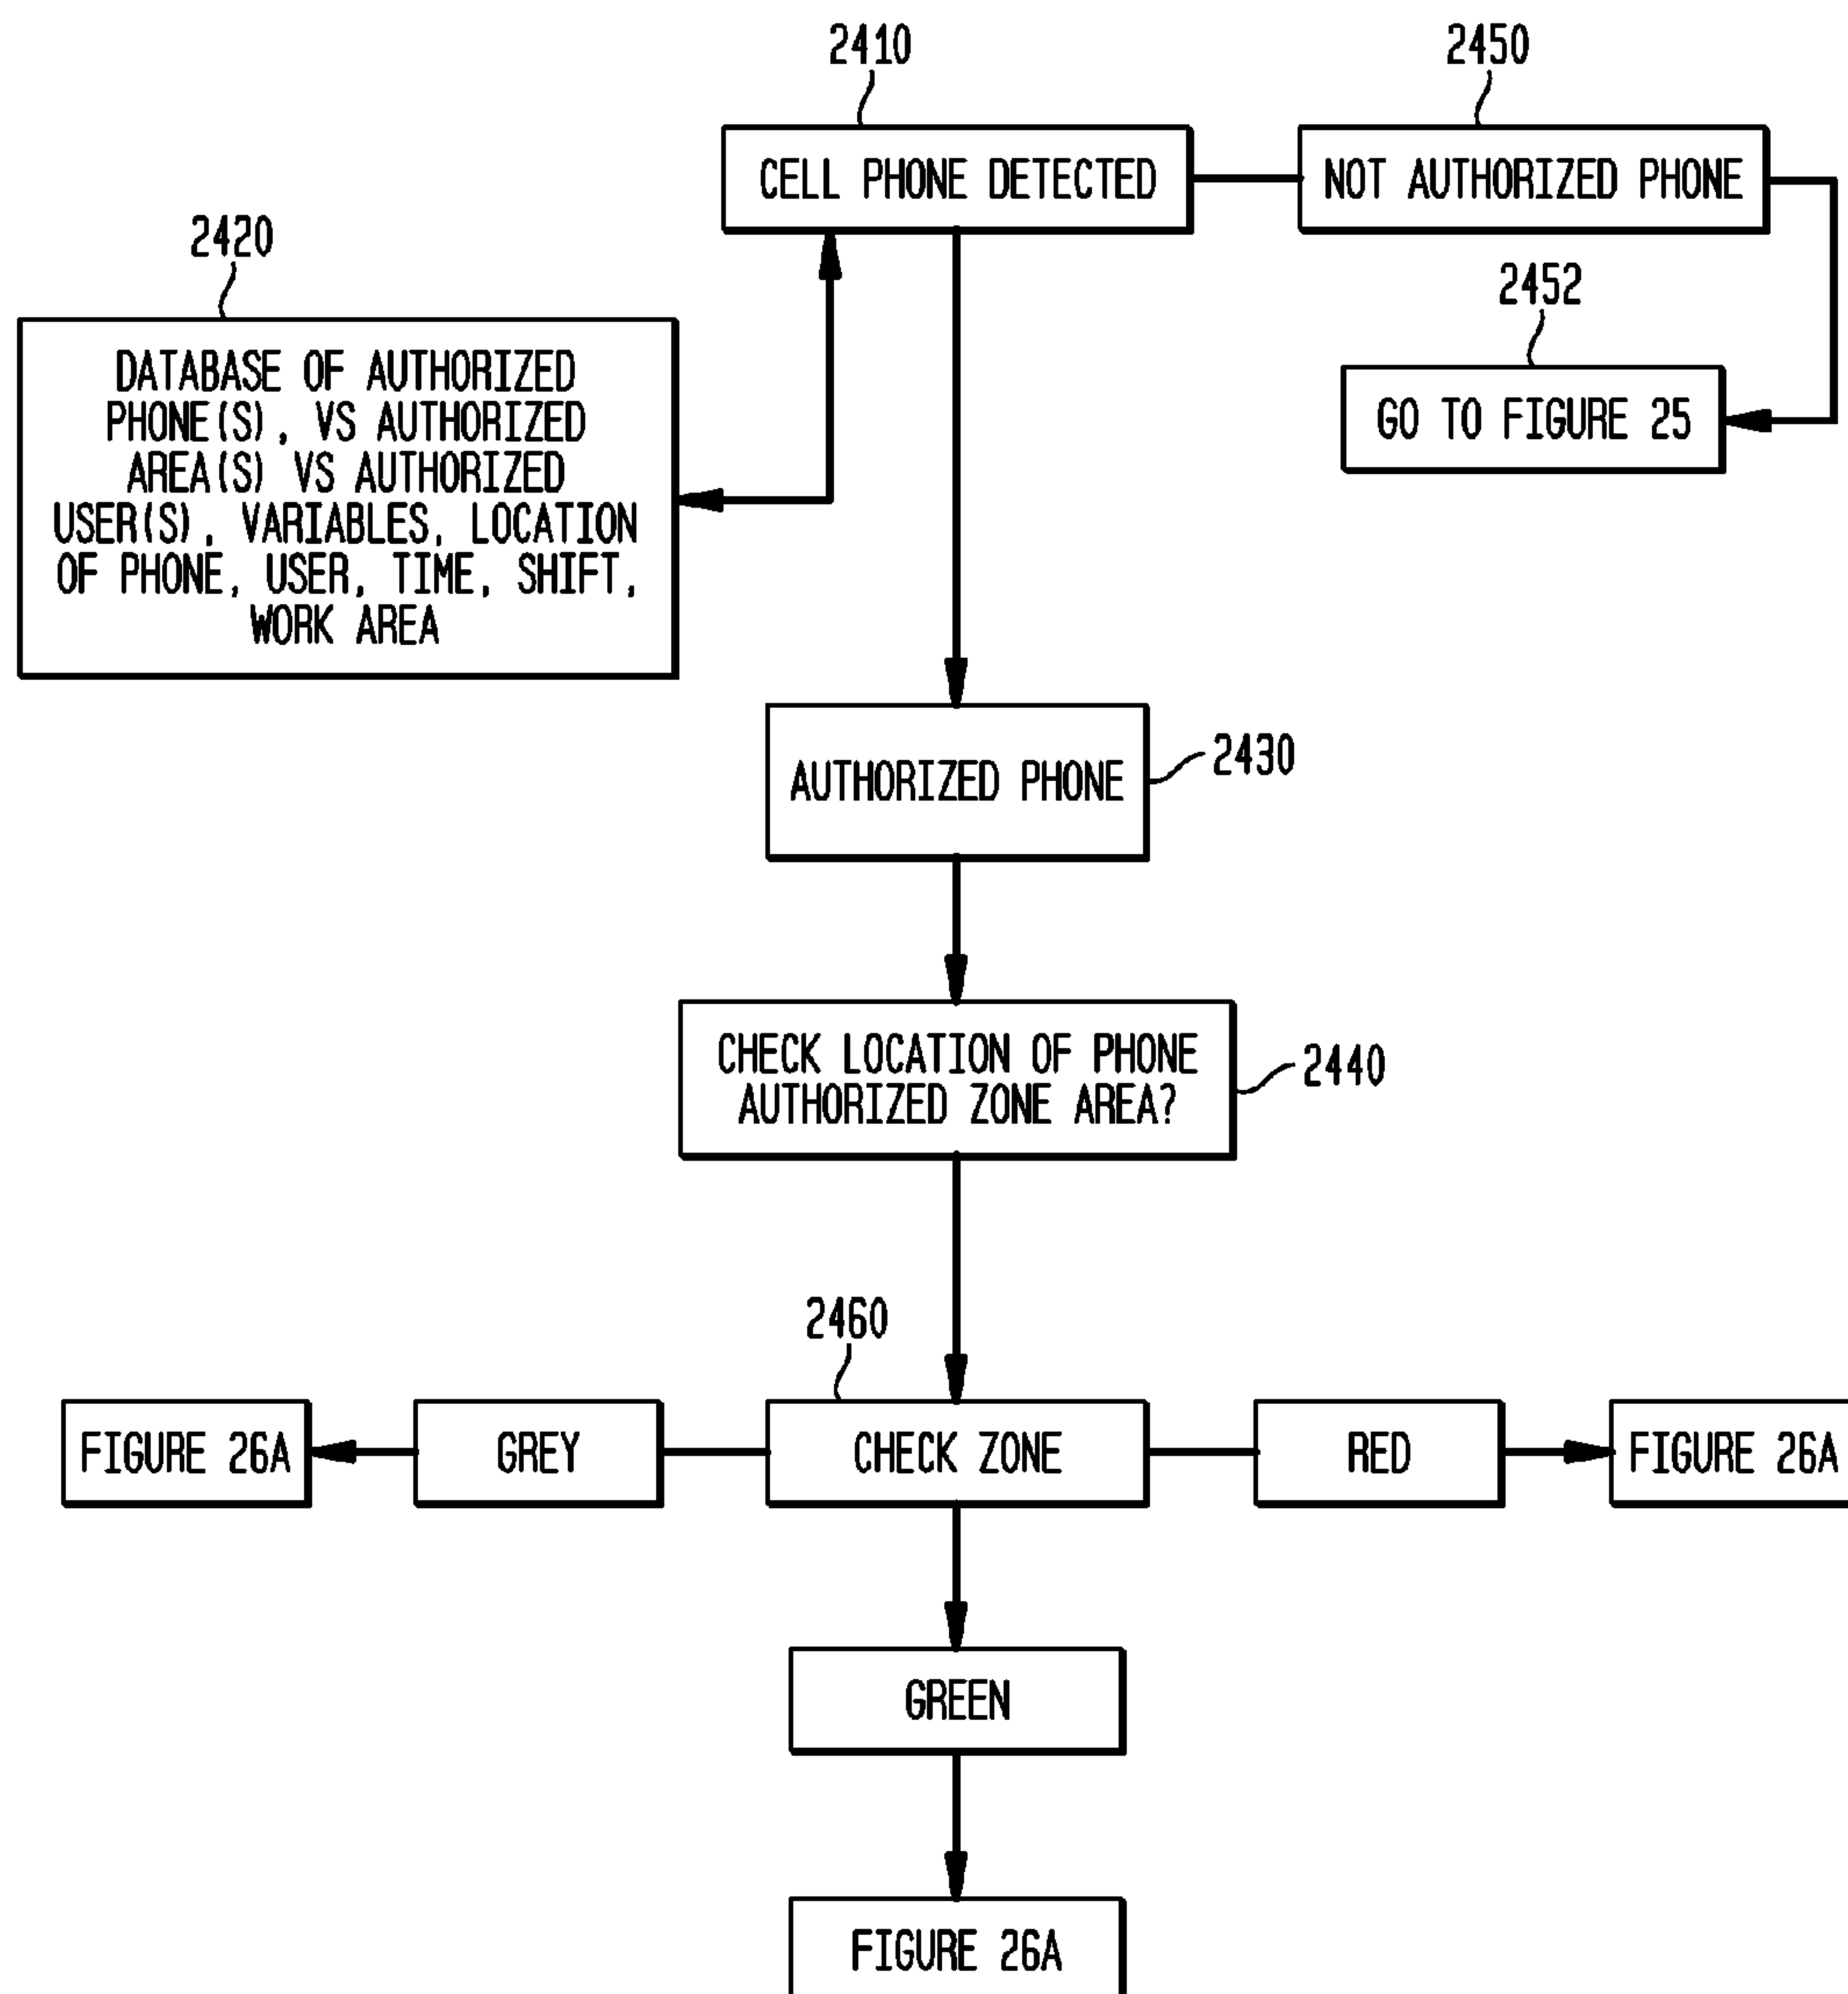 2410
2450
CELL PHONE DETECTED
NOT AUTHORIZED PHONE
2420
2452
DATABASE OF AUTHORIZED
PHONE(S), VS AUTHORIZED
AREA(S) VS AUTHORIZED
USER(S), VARIABLES, LOCATION
OF PHONE, USER, TIME, SHIFT,
WORK AREA
GO TO FIGURE 25
AUTHORIZED PHONE
2430
CHECK LOCATION OF PHONE
AUTHORIZED ZONE AREA?
2440
2460
FIGURE 26A
GREY
CHECK ZONE
RED
FIGURE 26A
GREEN
FIGURE 26A